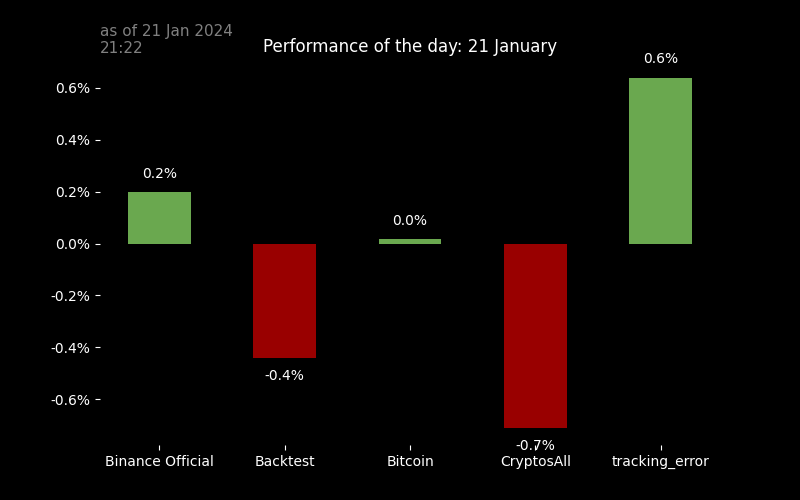 as of 21 Jan 2024
21:22
Performance of the day: 21 January
0.6%
0.6%
0.4%
0.2%
0.2%
0.0%
0.0%
-0.2%
-0.4%
-0.4%
-0.6%
-0.7%
Binance Official
Backtest
Bitcoin
CryptosAll
tracking_error